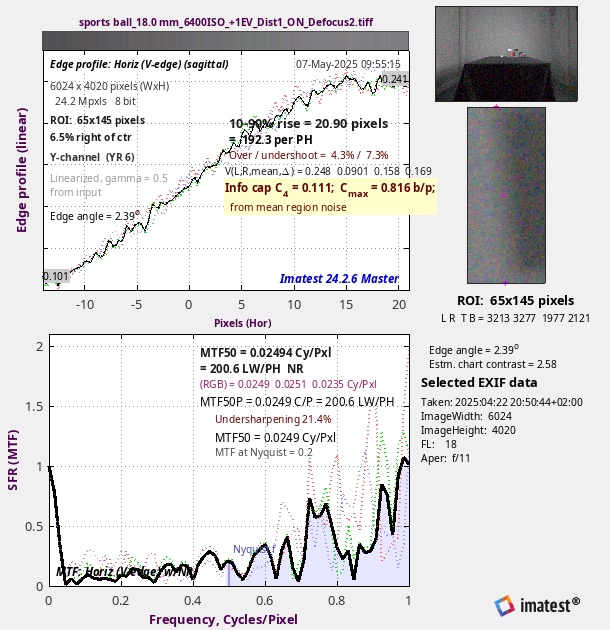 sports ball_18.0 mm_6400ISO_+1EV_Dist1_ON_Defocus2.tiff
Edge profile: Horiz (V-edge) (sagittal)
07-May-2025 09:55:15
6024 x 4020 pixels (WxH)
24.2 Mpxls 8 bit
ROI: 65x145 pixels
6.5% right of ctr
Y-channel (YR 6)
Linearized, gamma = 0.5
from input
Edge angle = 2.39º
0.241
10-90% rise = 20.90 pixels
= 192.3 per PH
Over / undershoot = 4.3% / 7.3%
V(L,R,mean,Δ) = 0.248 0.0901 0.158 0.169
Info cap C4 = 0.111; Cmax = 0.816 b/p;
from mean region noise
0.101
Imatest 24.2.6 Master
Edge profile (linear)
-10 -5 0 5 10 15 20
Pixels (Hor)
ROI: 65x145 pixels
L R T B = 3213 3277 1977 2121
Edge angle = 2.39º
Estm. chart contrast = 2.58
Selected EXIF data
Taken: 2025:04:22 20:50:44+02:00
ImageWidth: 6024
ImageHeight: 4020
FL: 18
Aper: f/11
MTF50 = 0.02494 Cy/Pxl
= 200.6 LW/PH NR
(RGB) = 0.0249 0.0251 0.0235 Cy/Pxl
MTF50P = 0.0249 C/P = 200.6 LW/PH
Undersharpening 21.4%
MTF50 = 0.0249 Cy/Pxl
MTF at Nyquist = 0.2
Nyquist f
MTF: Horiz (V-edge) w/NR
SFR (MTF)
2
1.5
1
0.5
0
0 0.2 0.4 0.6 0.8 1
Frequency, Cycles/Pixel
imatest®